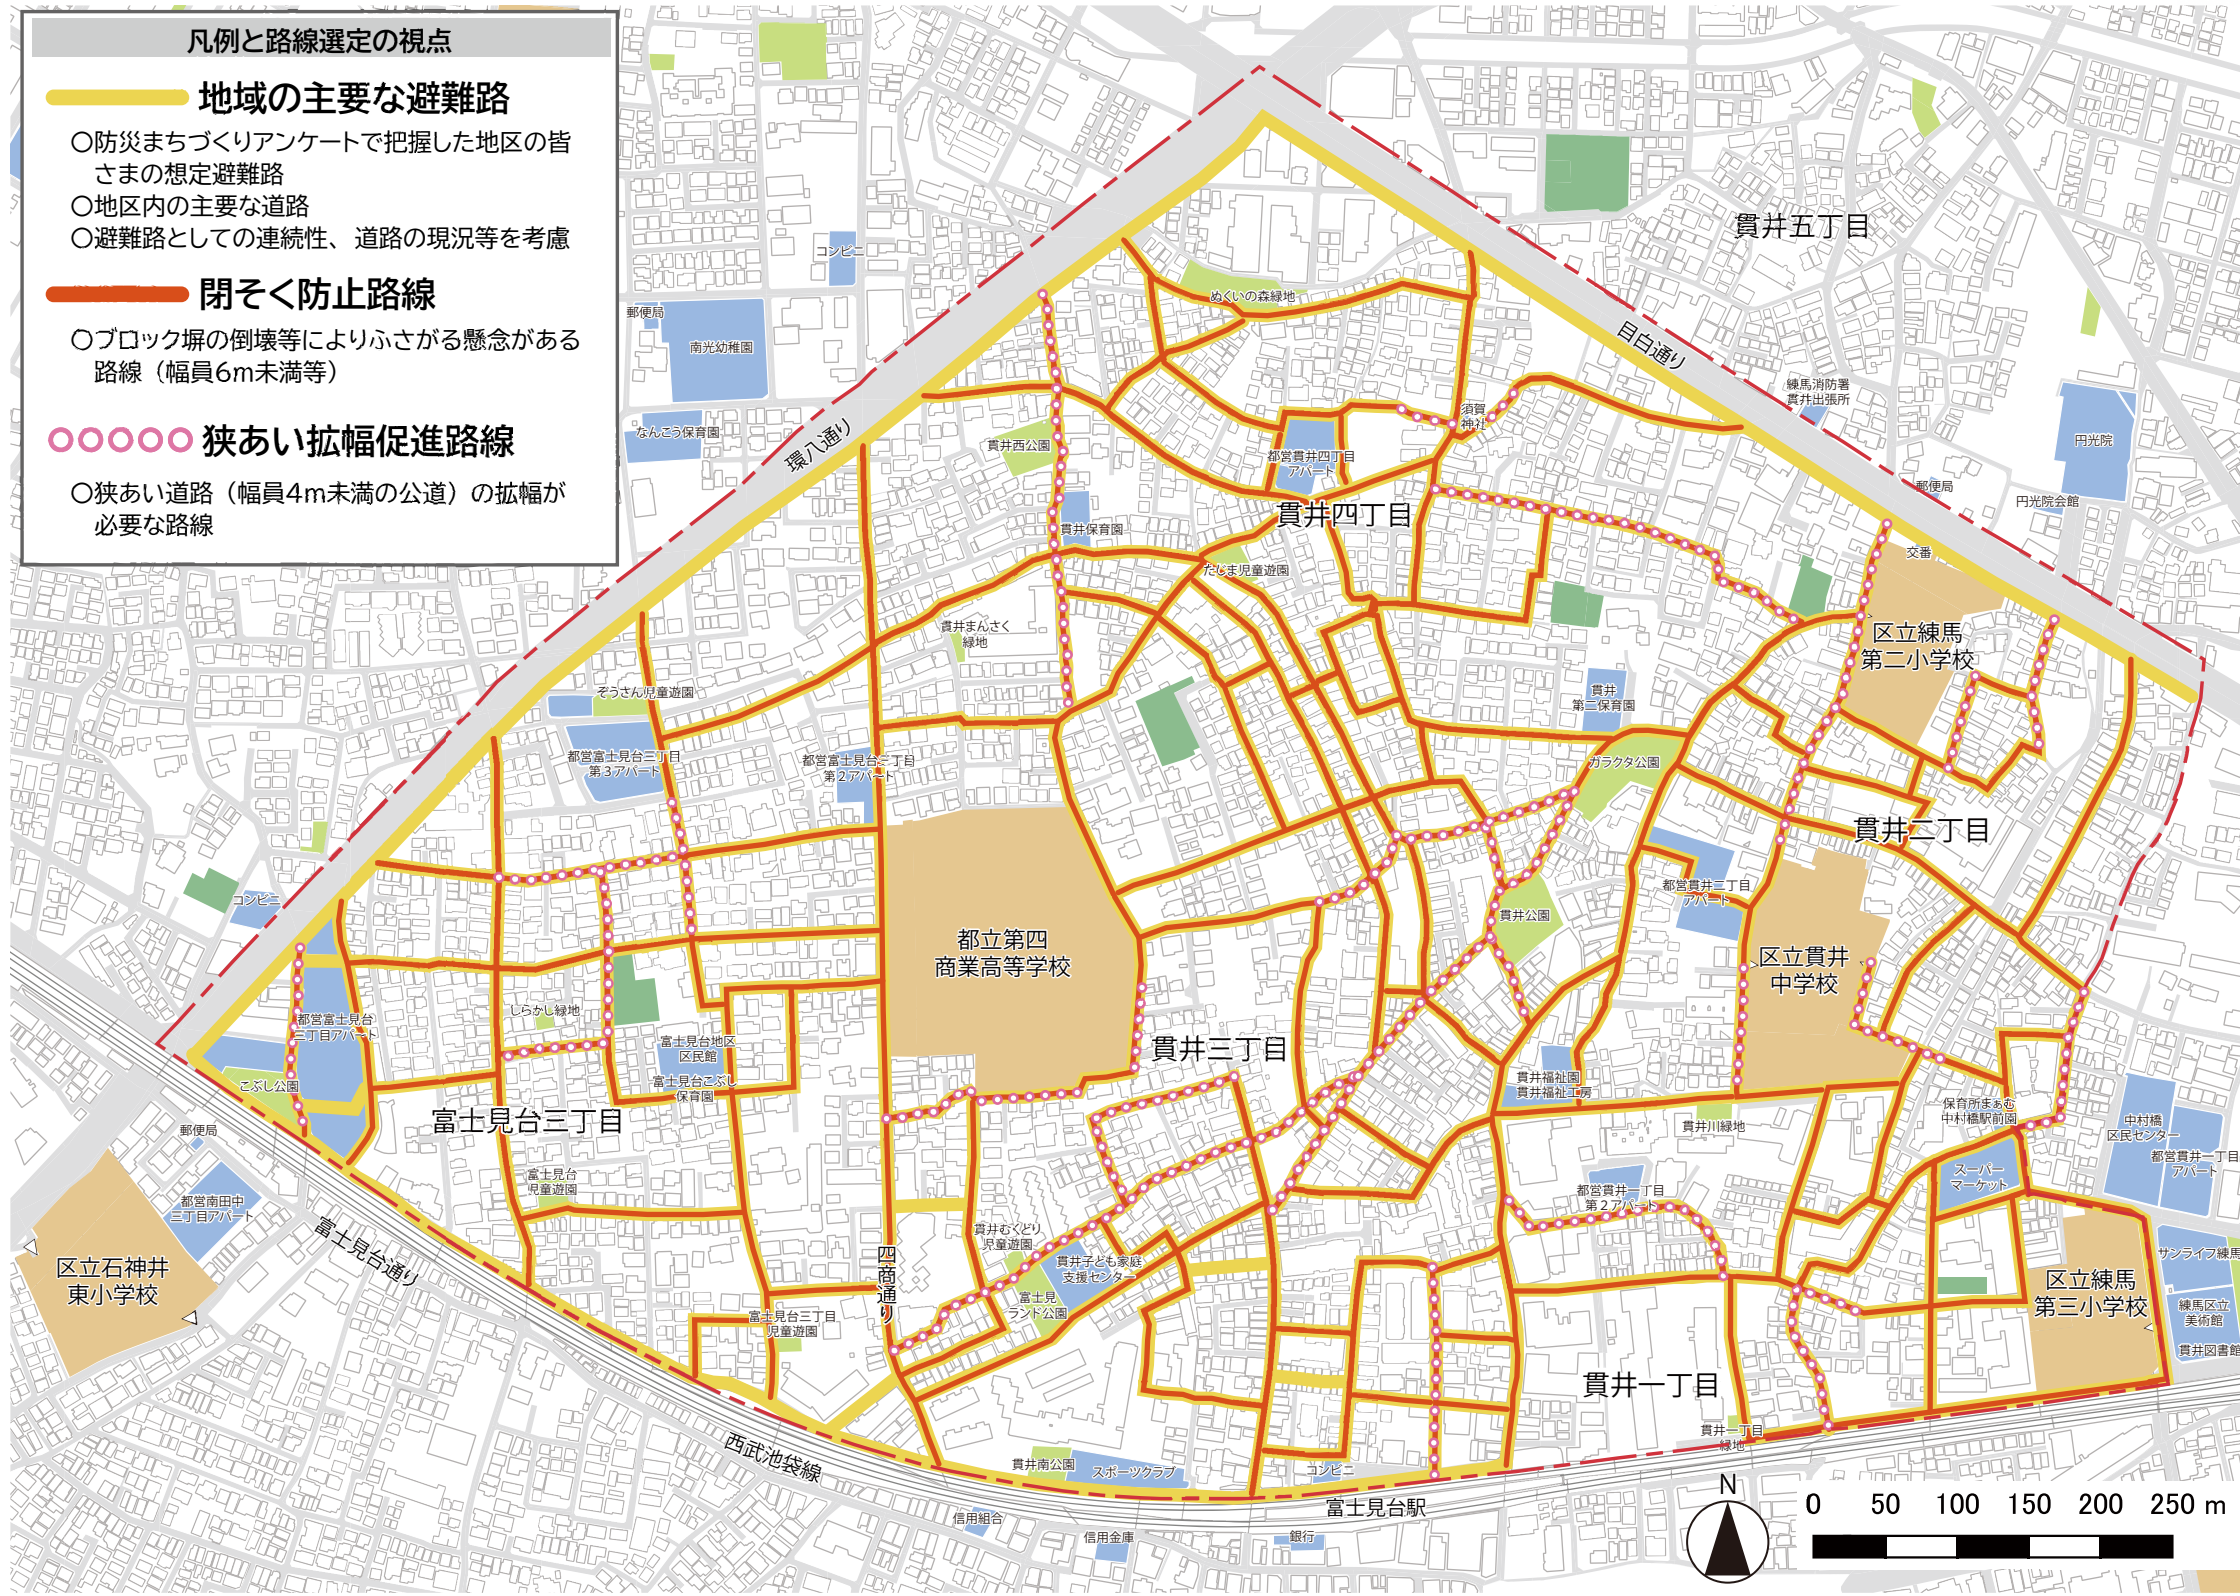 凡例と路線選定の視点
地域の主要な避難路
〇防災まちづくりアンケートで把握した地区の皆
さまの想定避難路
〇地区内の主要な道路
〇避難路としての連続性、道路の現況等を考慮
閉そく防止路線
〇ブロック塀の倒壊等によりふさがる懸念がある
路線（幅員6m未満等）
狭あい拡幅促進路線
〇狭あい道路（幅員4m未満の公道）の拡幅が
必要な路線
コンビニ
郵便局
南光幼稚園
なんこう保育園
環八通り
ぬくいの森緑地
貫井五丁目
目白通り
練馬消防署
貫井出張所
円光院
郵便局
円光院会館
交番
須賀
神社
貫井西公園
都営貫井四丁目
アパート
貫井四丁目
貫井保育園
たじま児童遊園
貫井まんさく
緑地
区立練馬
第二小学校
貫井
第二保育園
ぞうさん児童遊園
都営富士見台三丁目
第3アパート
都営富士見台三丁目
第2アパート
ガラクタ公園
貫井二丁目
都営貫井二丁目
アパート
コンビニ
貫井公園
都立第四
商業高等学校
区立貫井
中学校
しらかし緑地
都営富士見台
三丁目アパート
富士見台地区
区民館
貫井三丁目
こぶし公園
富士見台こぶし
保育園
貫井福祉園
貫井福祉工房
富士見台三丁目
郵便局
貫井川緑地
保育所まぁむ
中村橋駅前園
中村橋
区民センター
都営貫井一丁目
アパート
スーパー
マーケット
富士見台
児童遊園
都営南田中
三丁目アパート
都営貫井一丁目
第2アパート
富士見台通り
貫井むくどり
児童遊園
四商通り
貫井子ども家庭
支援センター
サンライフ練馬
区立石神井
東小学校
富士見
ランド公園
区立練馬
第三小学校
練馬区立
美術館
富士見台三丁目
児童遊園
貫井図書館
貫井一丁目
貫井一丁目
緑地
西武池袋線
貫井南公園
スポーツクラブ
コンビニ
富士見台駅
信用組合
信用金庫
銀行
N
0 50 100 150 200 250 m